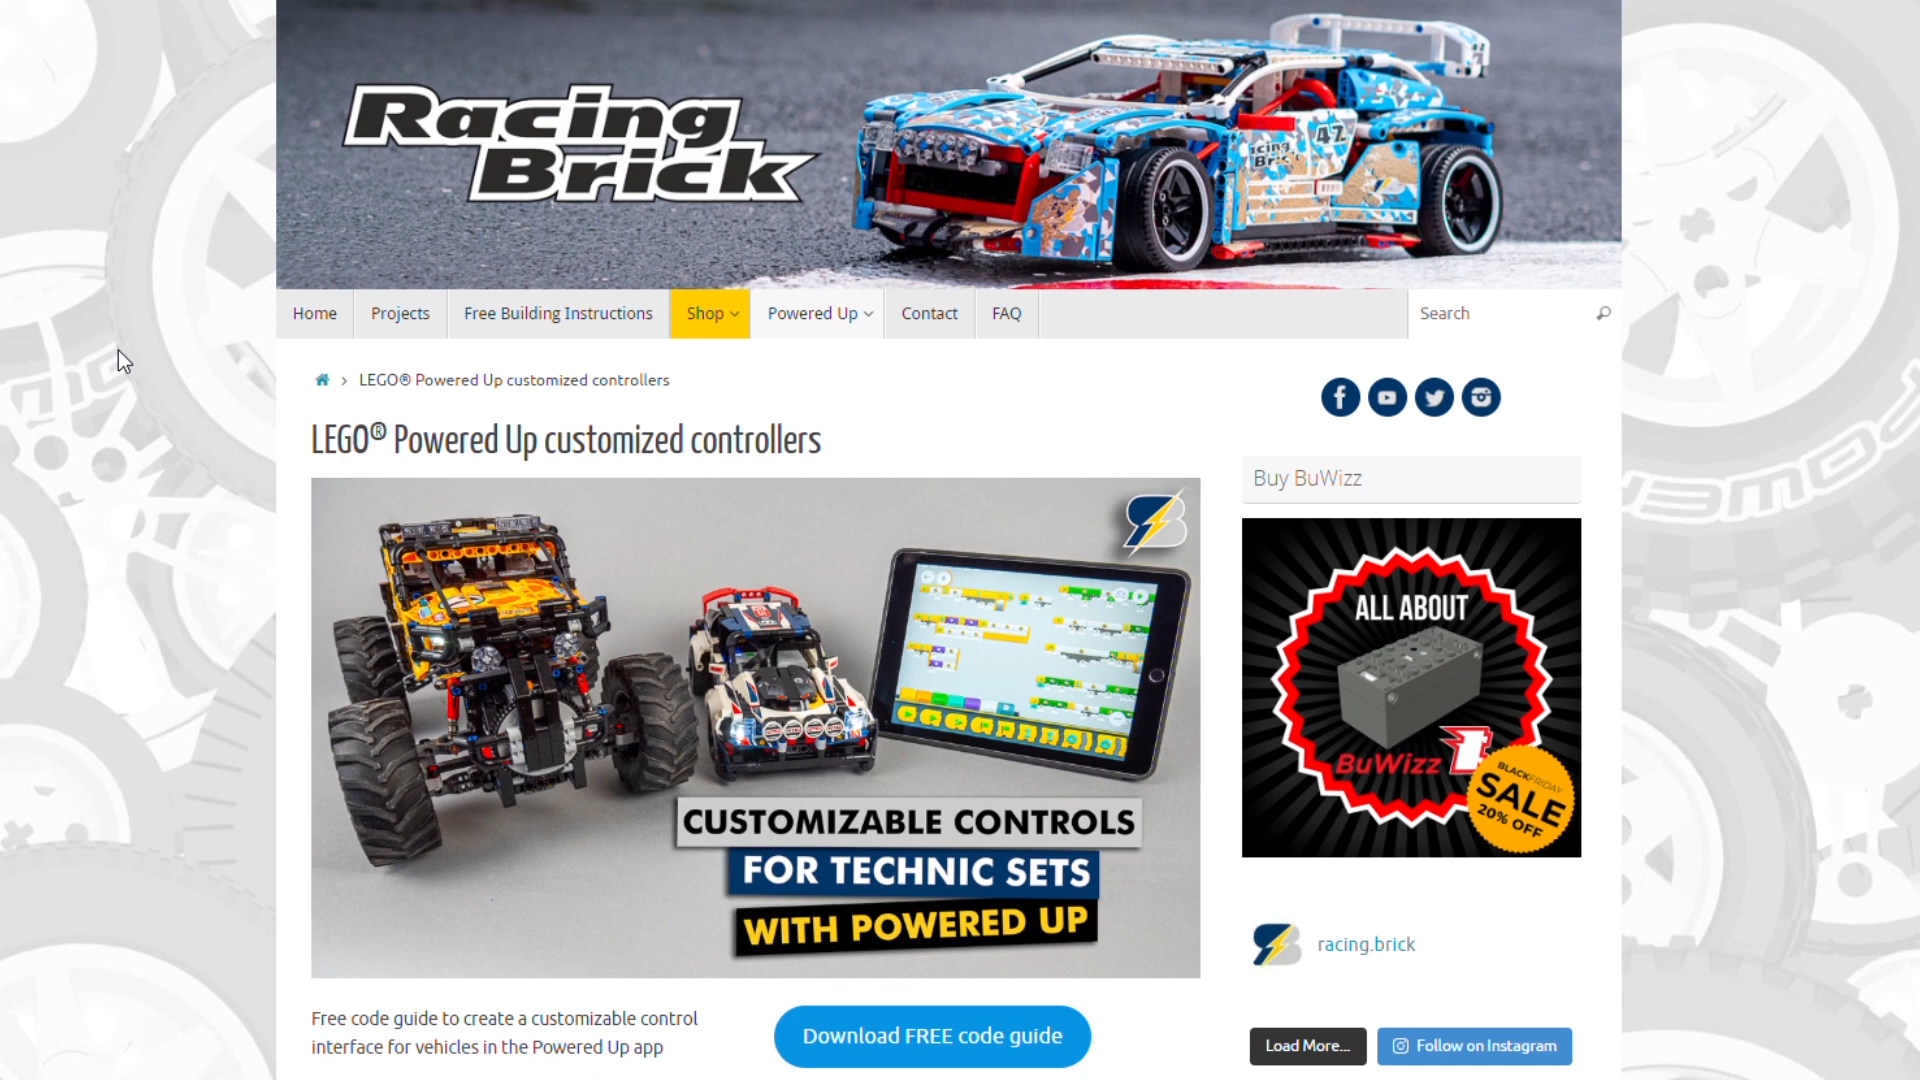 Racing
Brick
42
Home
Projects
Free Building Instructions
Shop
Powered Up
Contact
FAQ
Search
LEGO® Powered Up customized controllers
LEGO® Powered Up customized controllers
CUSTOMIZABLE CONTROLS
FOR TECHNIC SETS
WITH POWERED UP
Free code guide to create a customizable control
interface for vehicles in the Powered Up app
Download FREE code guide
Buy BuWizz
ALL ABOUT
BuWizz
BLACKFRIDAY
SALE
20% OFF
racing.brick
Load More...
Follow on Instagram